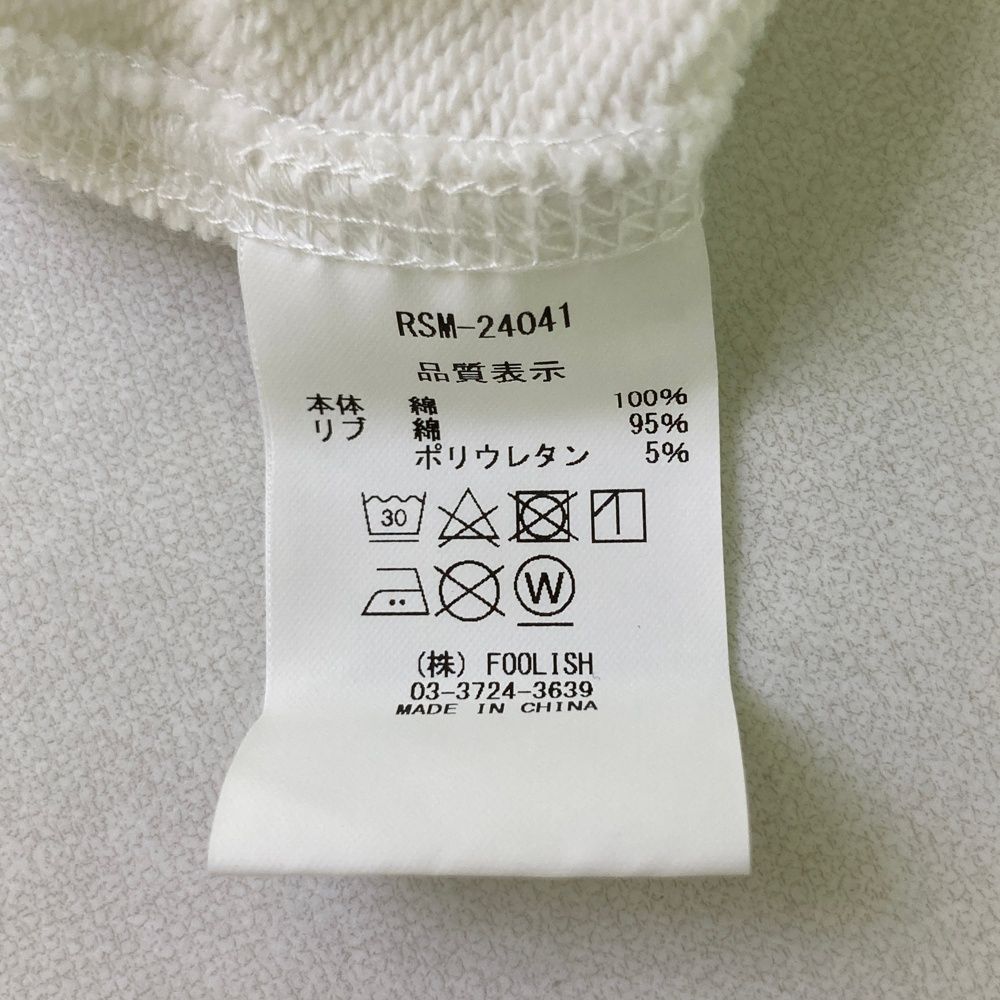 RSM-24041
品質表示
本体 綿 100%
リブ 綿 95%
ポリウレタン 5%
30
W
(株) FOOLISH
03-3724-3639
MADE IN CHINA